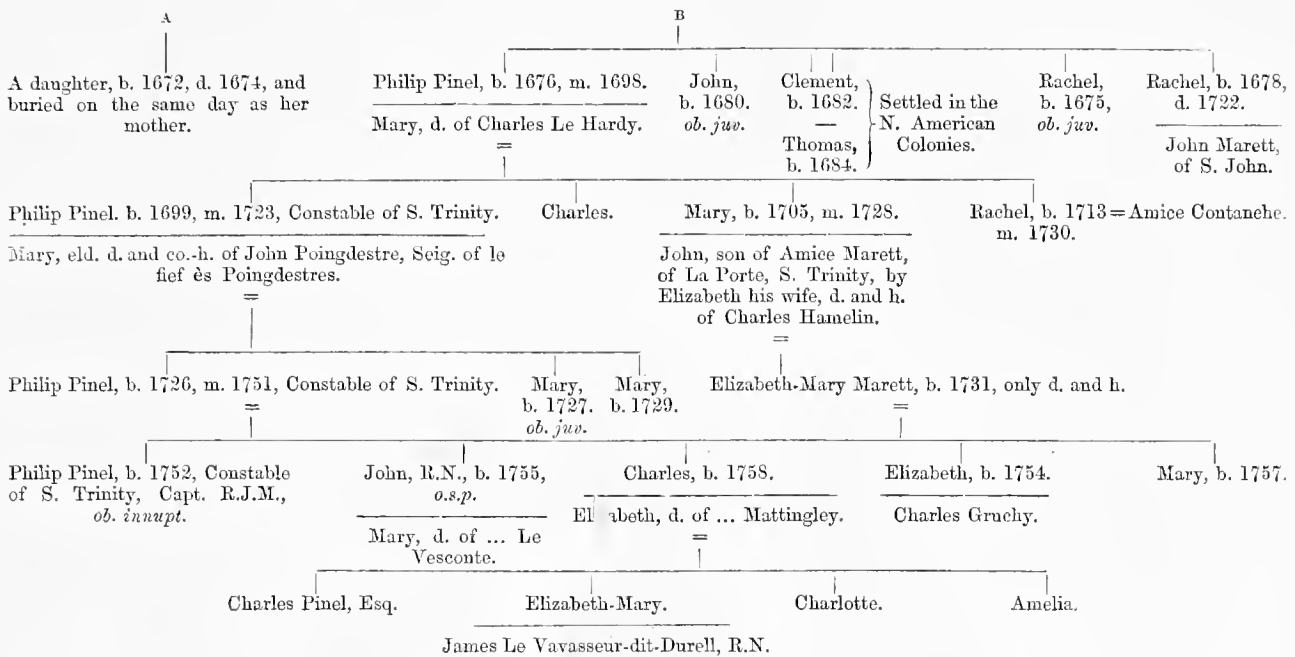 A
B
A daughter, b. 1672, d. 1674, and
buried on the same day as her
mother.
Philip Pinel, b. 1676, m. 1698.
Mary, d. of Charles Le Hardy.
=
John,
b. 1680.
ob. juv.
Clement,
b. 1682.
—
Thomas,
b. 1684.
Settled in the
N. American
Colonies.
Rachel,
b. 1675,
ob. juv.
Rachel, b. 1678,
d. 1722.
John Marett,
of S. John.
Philip Pinel. b. 1699, m. 1723, Constable of S. Trinity.
Mary, eld. d. and co.-h. of John Poingdestre, Seig. of le
fief ès Poingdestres.
=
Charles.
Mary, b. 1705, m. 1728.
John, son of Amice Marett,
of La Porte, S. Trinity, by
Elizabeth his wife, d. and h.
of Charles Hamelin.
=
Rachel, b. 1713 = Amice Contanche.
m. 1730.
Philip Pinel, b. 1726, m. 1751, Constable of S. Trinity.
=
Mary,
b. 1727.
ob. juv.
Mary,
b. 1729.
Elizabeth-Mary Marett, b. 1731, only d. and h.
=
Philip Pinel, b. 1752, Constable
of S. Trinity, Capt. R.J.M.,
ob. innupt.
John, R.N., b. 1755,
o.s.p.
Mary, d. of ... Le
Vesconte.
Charles, b. 1758.
Elizabeth, d. of ... Mattingley.
=
Elizabeth, b. 1754.
Charles Gruchy.
Mary, b. 1757.
Charles Pinel, Esq.
Elizabeth-Mary.
James Le Vavasseur-dit-Durell, R.N.
Charlotte.
Amelia.